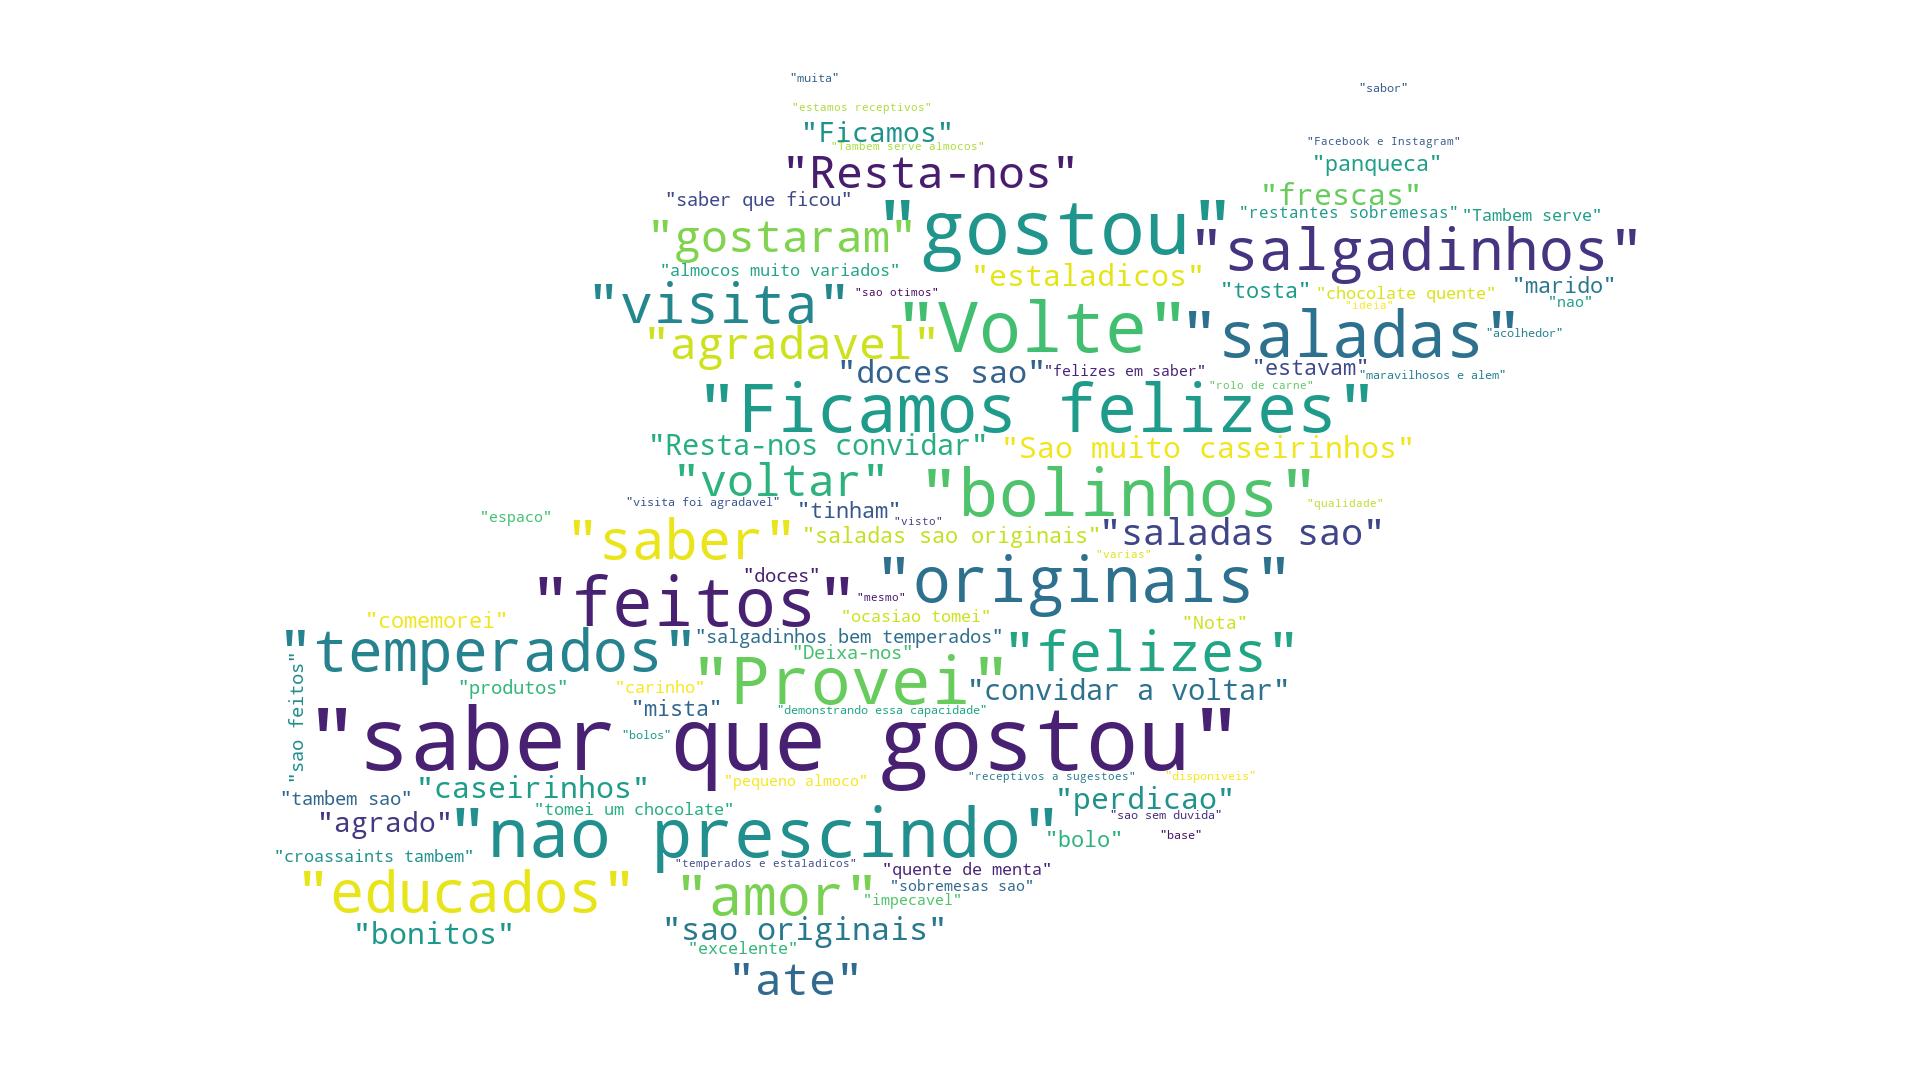 "muita"
"sabor"
"estamos receptivos"
"Ficamos"
"Facebook e Instagram"
"Tambem serve almocos"
"panqueca"
"Resta-nos"
"frescas"
"saber que ficou"
"restantes sobremesas"
"Tambem serve"
"gostou"
"gostaram"
"salgadinhos"
"almocos muito variados"
"estaladicos"
"marido"
"sao otimos"
"tosta"
"chocolate quente"
"nao"
"visita"
"ideia"
"Volte"
"saladas"
"acolhedor"
"agradavel"
"doces sao"
"felizes em saber"
"estavam"
"maravilhosos e alem"
"rolo de carne"
"Ficamos felizes"
"Resta-nos convidar"
"Sao muito caseirinhos"
"voltar"
"bolinhos"
"visita foi agradavel"
"tinham"
"qualidade"
"espaco"
"visto"
"saber"
"saladas sao originais"
"saladas sao"
"varias"
"doces"
"originais"
"feitos"
"mesmo"
"comemorei"
"ocasiao tomei"
"Nota"
"temperados"
"salgadinhos bem temperados"
"felizes"
"Deixa-nos"
"sao feitos"
"produtos"
"carinho"
"Provei"
"convidar a voltar"
"mista"
"demonstrando essa capacidade"
"bolos"
"saber que gostou"
"caseirinhos"
"pequeno almoco"
"receptivos a sugestoes"
"disponiveis"
"tambem sao"
"tomei um chocolate"
"perdicao"
"agrado"
"nao prescindo"
"sao sem duvida"
"bolo"
"base"
"croassaints tambem"
"temperados e estaladicos"
"quente de menta"
"educados"
"amor"
"sobremesas sao"
"impecavel"
"bonitos"
"sao originais"
"excelente"
"ate"